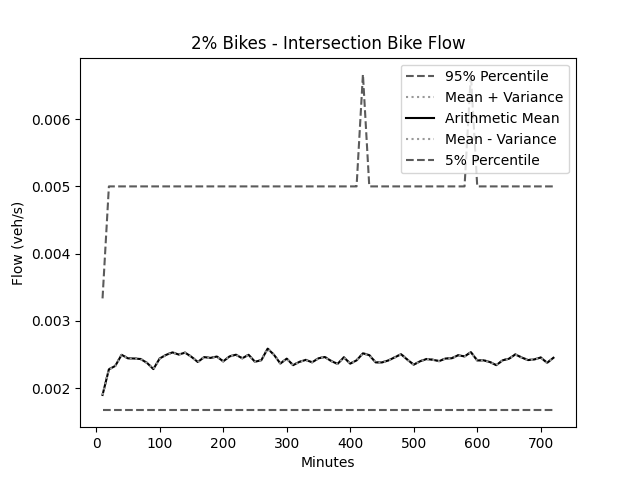 2% Bikes - Intersection Bike Flow
95% Percentile
Mean + Variance
Arithmetic Mean
Mean - Variance
5% Percentile
0.006
0.005
0.004
0.003
0.002
Flow (veh/s)
0 100 200 300 400 500 600 700
Minutes